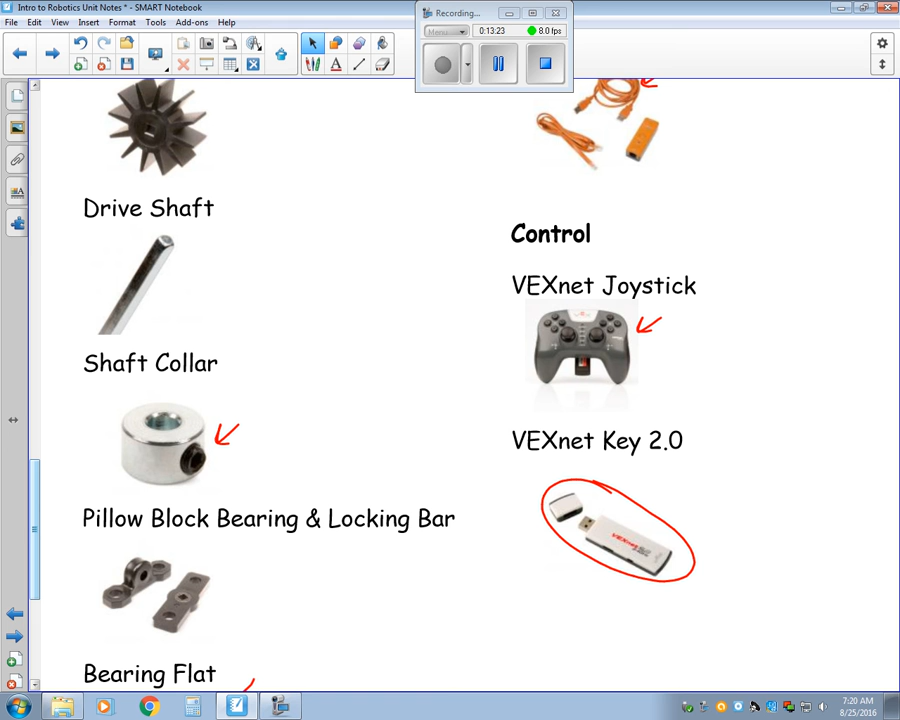 Intro to Robotics Unit Notes * - SMART Notebook
Recording...
File Edit View Insert Format Tools Add-ons Help
Menu
0:13:23
8.0 fps
Drive Shaft
Shaft Collar
Pillow Block Bearing & Locking Bar
Bearing Flat
Control
VEXnet Joystick
VEXnet Key 2.0
VEXnet
7:20 AM
8/25/2016